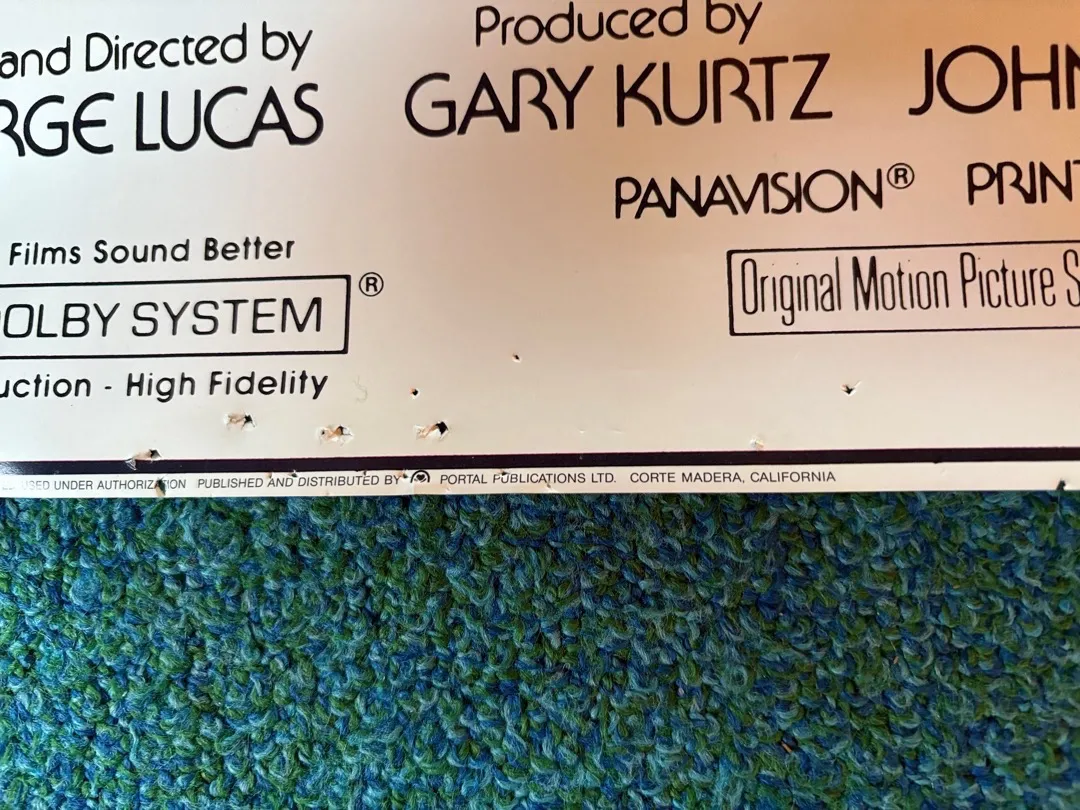 and Directed by
RGE LUCAS
Produced by
GARY KURTZ
JOHN
PANAVISION® PRINT
Films Sound Better
OLBY SYSTEM ®
uction - High Fidelity
Original Motion Picture S
USED UNDER AUTHORIZATION PUBLISHED AND DISTRIBUTED BY PORTAL PUBLICATIONS LTD. CORTE MADERA, CALIFORNIA